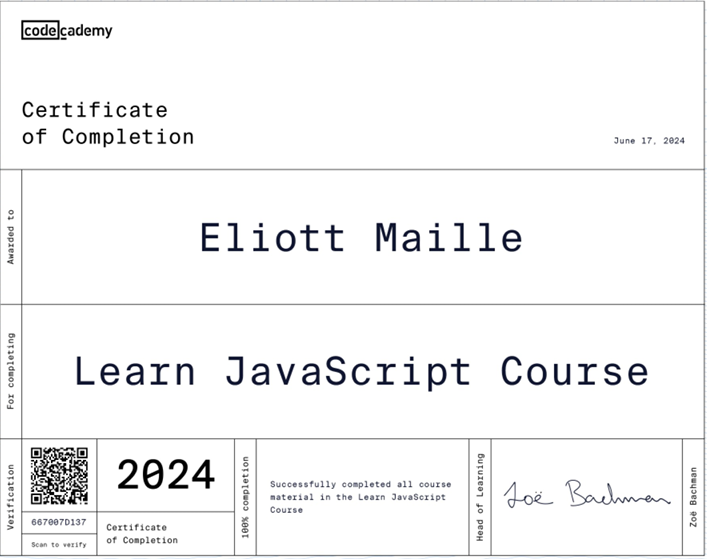 codecademy
Certificate
of Completion
June 17, 2024
Awarded to
Eliott Maille
For completing
Learn JavaScript Course
Verification
667007D137
Scan to verify
2024
Certificate
of Completion
100% completion
Successfully completed all course
material in the Learn JavaScript
Course
Head of Learning
Zoë Bachman
Zoë Bachman